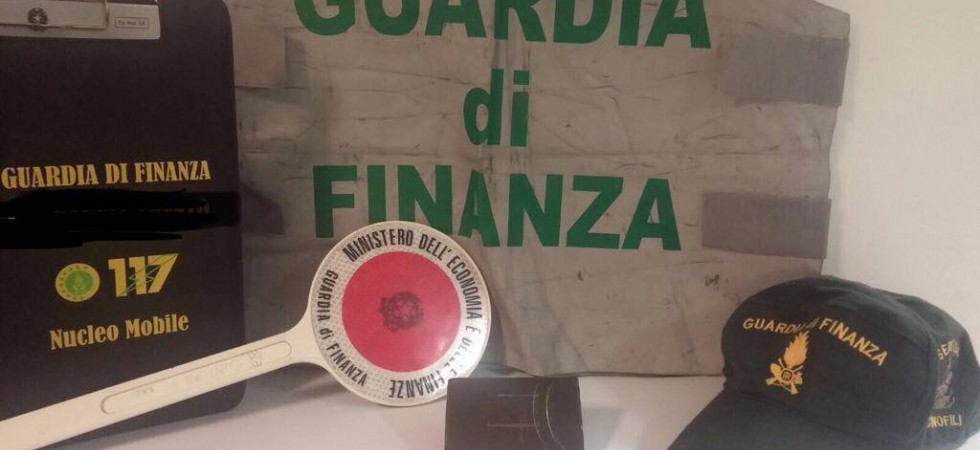 GUARDIA
di
FINANZA
GUARDIA DI FINANZA
117
Nucleo Mobile
MINISTERO DELL'ECONOMIA E DELLE FINANZE
GUARDIA di FINANZA
GUARDIA di FINANZA